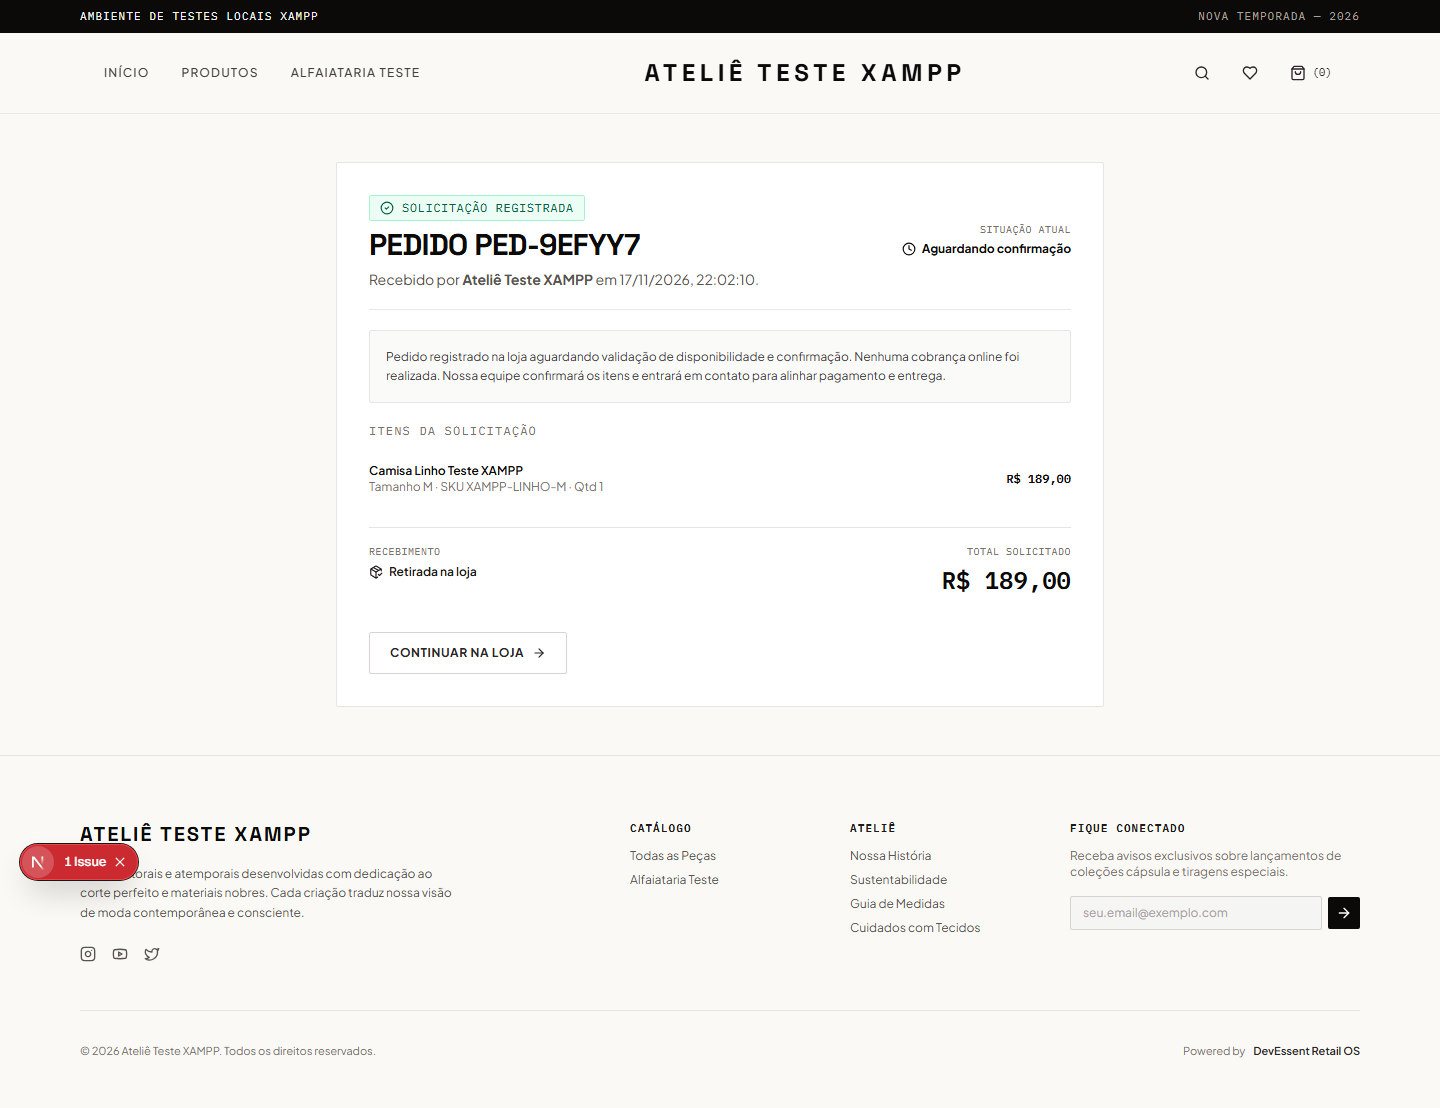 AMBIENTE DE TESTES LOCAIS XAMPP
NOVA TEMPORADA — 2026
INÍCIO
PRODUTOS
ALFAIATARIA TESTE
ATELIÊ TESTE XAMPP
(0)
SOLICITAÇÃO REGISTRADA
PEDIDO PED-9EFYY7
Recebido por Ateliê Teste XAMPP em 17/11/2026, 22:02:10.
SITUAÇÃO ATUAL
Aguardando confirmação
Pedido registrado na loja aguardando validação de disponibilidade e confirmação. Nenhuma cobrança online foi
realizada. Nossa equipe confirmará os itens e entrará em contato para alinhar pagamento e entrega.
ITENS DA SOLICITAÇÃO
Camisa Linho Teste XAMPP
Tamanho M · SKU XAMPP-LINHO-M · Qtd 1
R$ 189,00
RECEBIMENTO
Retirada na loja
TOTAL SOLICITADO
R$ 189,00
CONTINUAR NA LOJA
ATELIÊ TESTE XAMPP
torais e atemporais desenvolvidas com dedicação ao
corte perfeito e materiais nobres. Cada criação traduz nossa visão
de moda contemporânea e consciente.
N
1 Issue
CATÁLOGO
Todas as Peças
Alfaiataria Teste
ATELIÊ
Nossa História
Sustentabilidade
Guia de Medidas
Cuidados com Tecidos
FIQUE CONECTADO
Receba avisos exclusivos sobre lançamentos de
coleções cápsula e tiragens especiais.
seu.email@exemplo.com
© 2026 Ateliê Teste XAMPP. Todos os direitos reservados.
Powered by DevEssent Retail OS